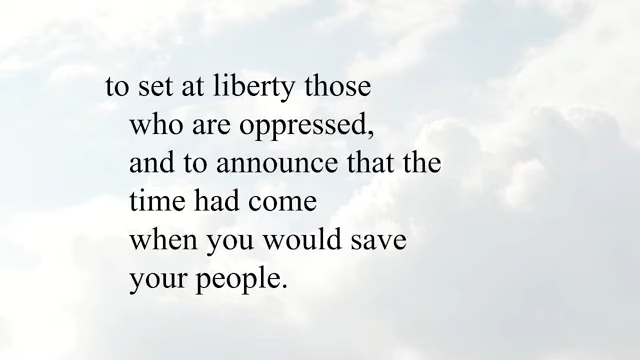 to set at liberty those
who are oppressed,
and to announce that the
time had come
when you would save
your people.